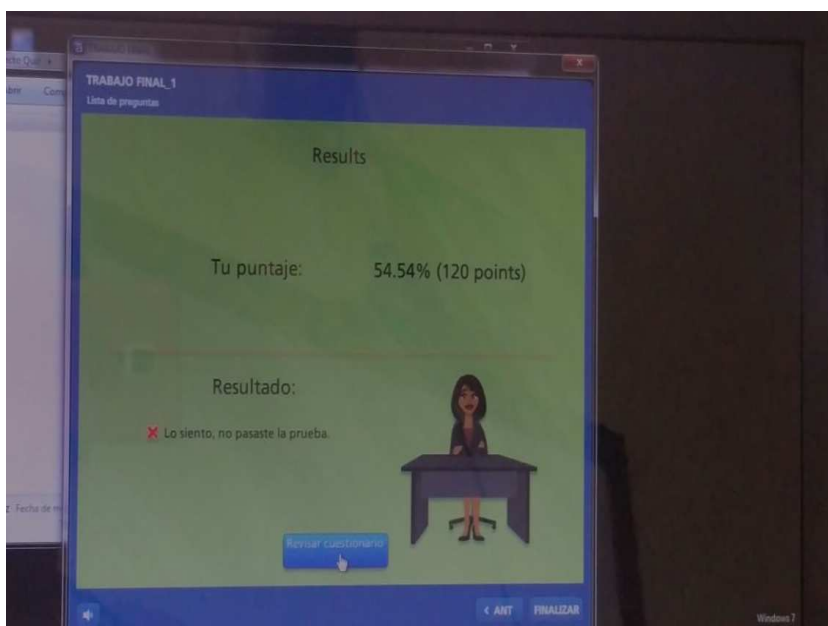 TRABAJO FINAL_1
Lista de preguntas
Results
Tu puntaje: 54.54% (120 points)
Resultado:
Lo siento, no pasaste la prueba.
Revisar cuestionario
< ANT FINALIZAR
Windows 7